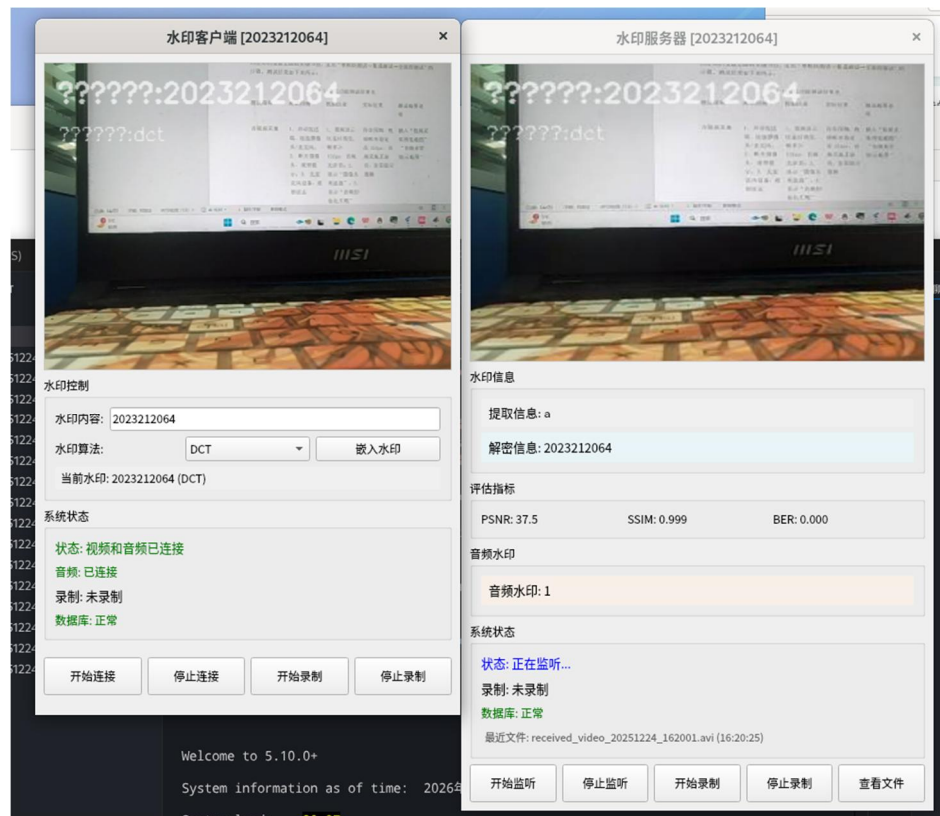 水印客户端 [2023212064]
×
??????:2023212064
??????:dct
msi
水印控制
水印内容: 2023212064
水印算法: DCT 嵌入水印
当前水印: 2023212064 (DCT)
系统状态
状态: 视频和音频已连接
音频: 已连接
录制: 未录制
数据库: 正常
开始连接 停止连接 开始录制 停止录制
水印服务器 [2023212064]
×
??????:2023212064
??????:dct
msi
水印信息
提取信息: a
解密信息: 2023212064
评估指标
PSNR: 37.5 SSIM: 0.999 BER: 0.000
音频水印
音频水印: 1
系统状态
状态: 正在监听...
录制: 未录制
数据库: 正常
最近文件: received_video_20251224_162001.avi (16:20:25)
开始监听 停止监听 开始录制 停止录制 查看文件
Welcome to 5.10.0+
System information as of time: 2026年